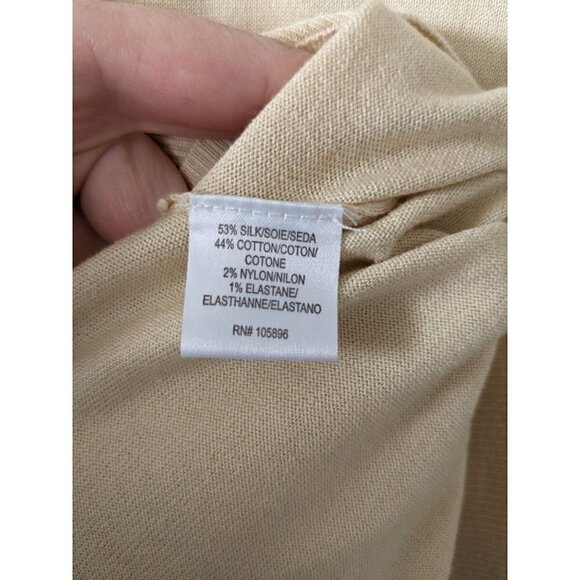 53% SILK/SOIE/SEDA
44% COTTON/COTON/
COTONE
2% NYLON/NILON
1% ELASTANE/
ELASTHANNE/ELASTANO
RN# 105896